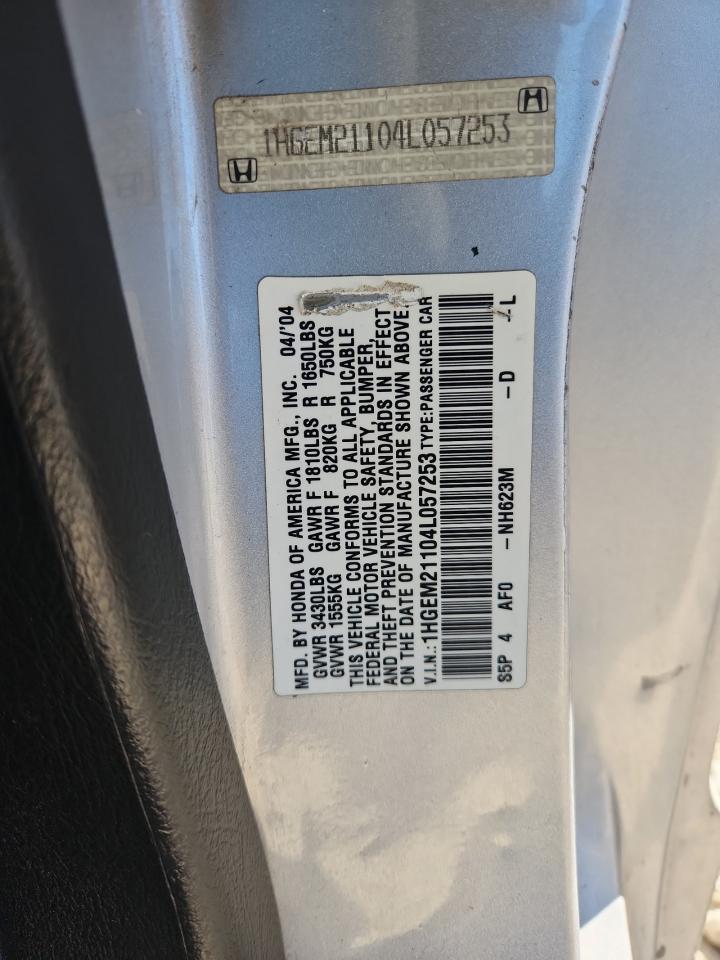 1HGEM21104L057253
MFD. BY HONDA OF AMERICA MFG., INC. 04/'04
GVWR 3430LBS GAWR F 1810LBS R 1650LBS
GVWR 1555KG GAWR F 820KG R 750KG
THIS VEHICLE CONFORMS TO ALL APPLICABLE
FEDERAL MOTOR VEHICLE SAFETY, BUMPER,
AND THEFT PREVENTION STANDARDS IN EFFECT
ON THE DATE OF MANUFACTURE SHOWN ABOVE.
V.I.N.: 1HGEM21104L057253 TYPE:PASSENGER CAR
S5P 4 AF0 – NH623M – D – L